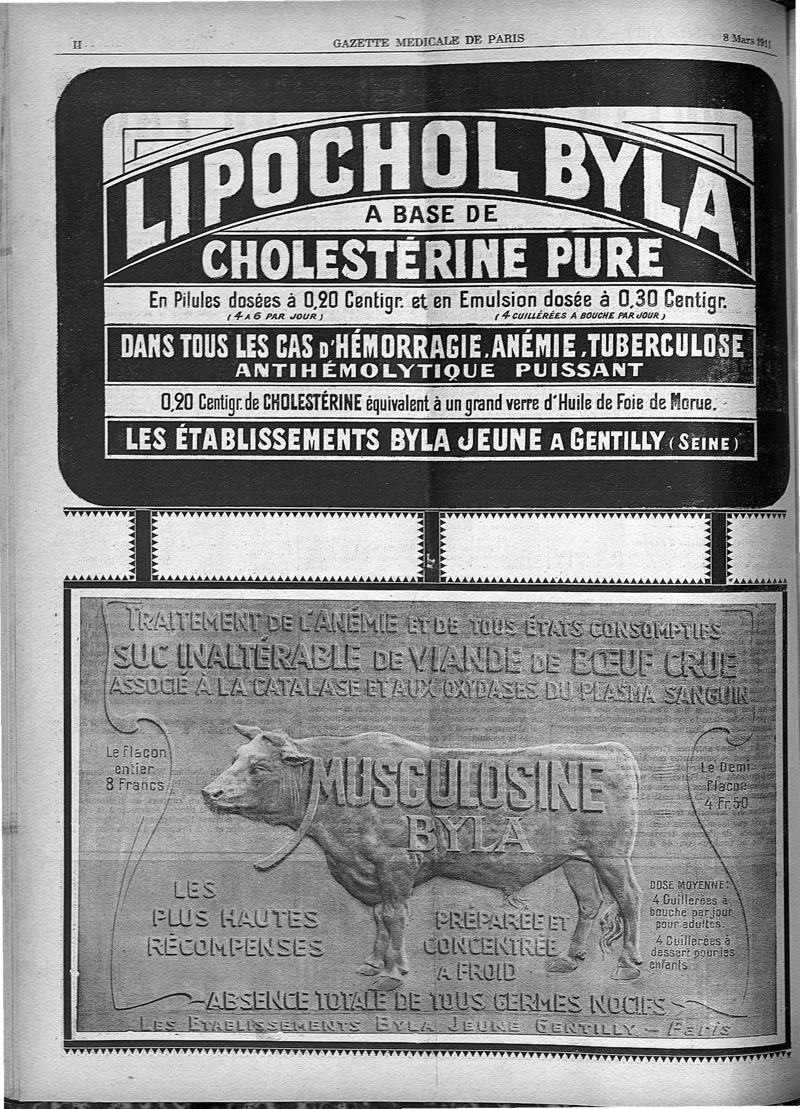 II
GAZETTE MEDICALE DE PARIS
8 Mars 1911
LIPOCHOL BYLA
A BASE DE
CHOLESTÉRINE PURE
En Pilules dosées à 0,20 Centigr. et en Emulsion dosée à 0,30 Centigr.
(4 A 6 PAR JOUR) (4 CUILLÉRÉES A BOUCHE PAR JOUR)
DANS TOUS LES CAS D'HÉMORRAGIE, ANÉMIE, TUBERCULOSE
ANTIHÉMOLYTIQUE PUISSANT
0,20 Centigr. de CHOLESTÉRINE équivalent à un grand verre d'Huile de Foie de Morue.
LES ÉTABLISSEMENTS BYLA JEUNE A GENTILLY (SEINE)
TRAITEMENT DE L'ANÉMIE ET DE TOUS ÉTATS CONSOMPTIFS
SUC INALTÉRABLE DE VIANDE DE BŒUF CRUE
ASSOCIÉ À LA CATALASE ET AUX OXYDASES DU PLASMA SANGUIN
Le Flacon
entier
8 Francs
Le Demi
Flacon
4 Fr.50
MUSCULOSINE
BYLA
LES
PLUS HAUTES
RÉCOMPENSES
PRÉPARÉE ET
CONCENTRÉE
A FROID
DOSE MOYENNE:
4 Cuillerées à
bouche par jour
pour adultes.
4 Cuillerées à
dessert pour les
enfants
ABSENCE TOTALE DE TOUS GERMES NOCIFS
LES ETABLISSEMENTS BYLA JEUNE GENTILLY – Paris